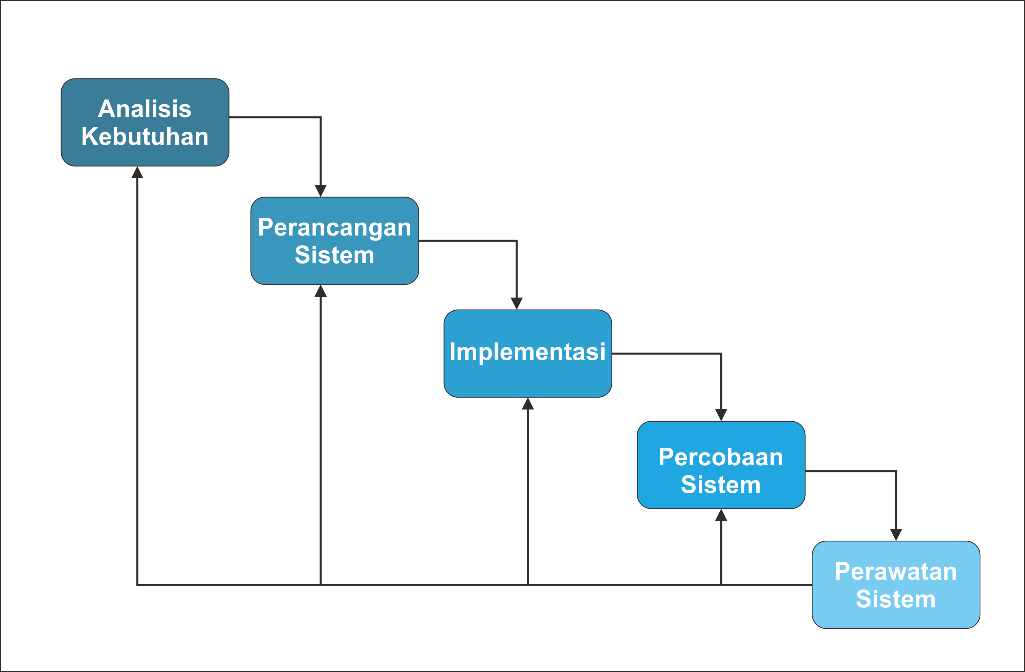 Analisis
Kebutuhan
Perancangan
Sistem
Implementasi
Percobaan
Sistem
Perawatan
Sistem